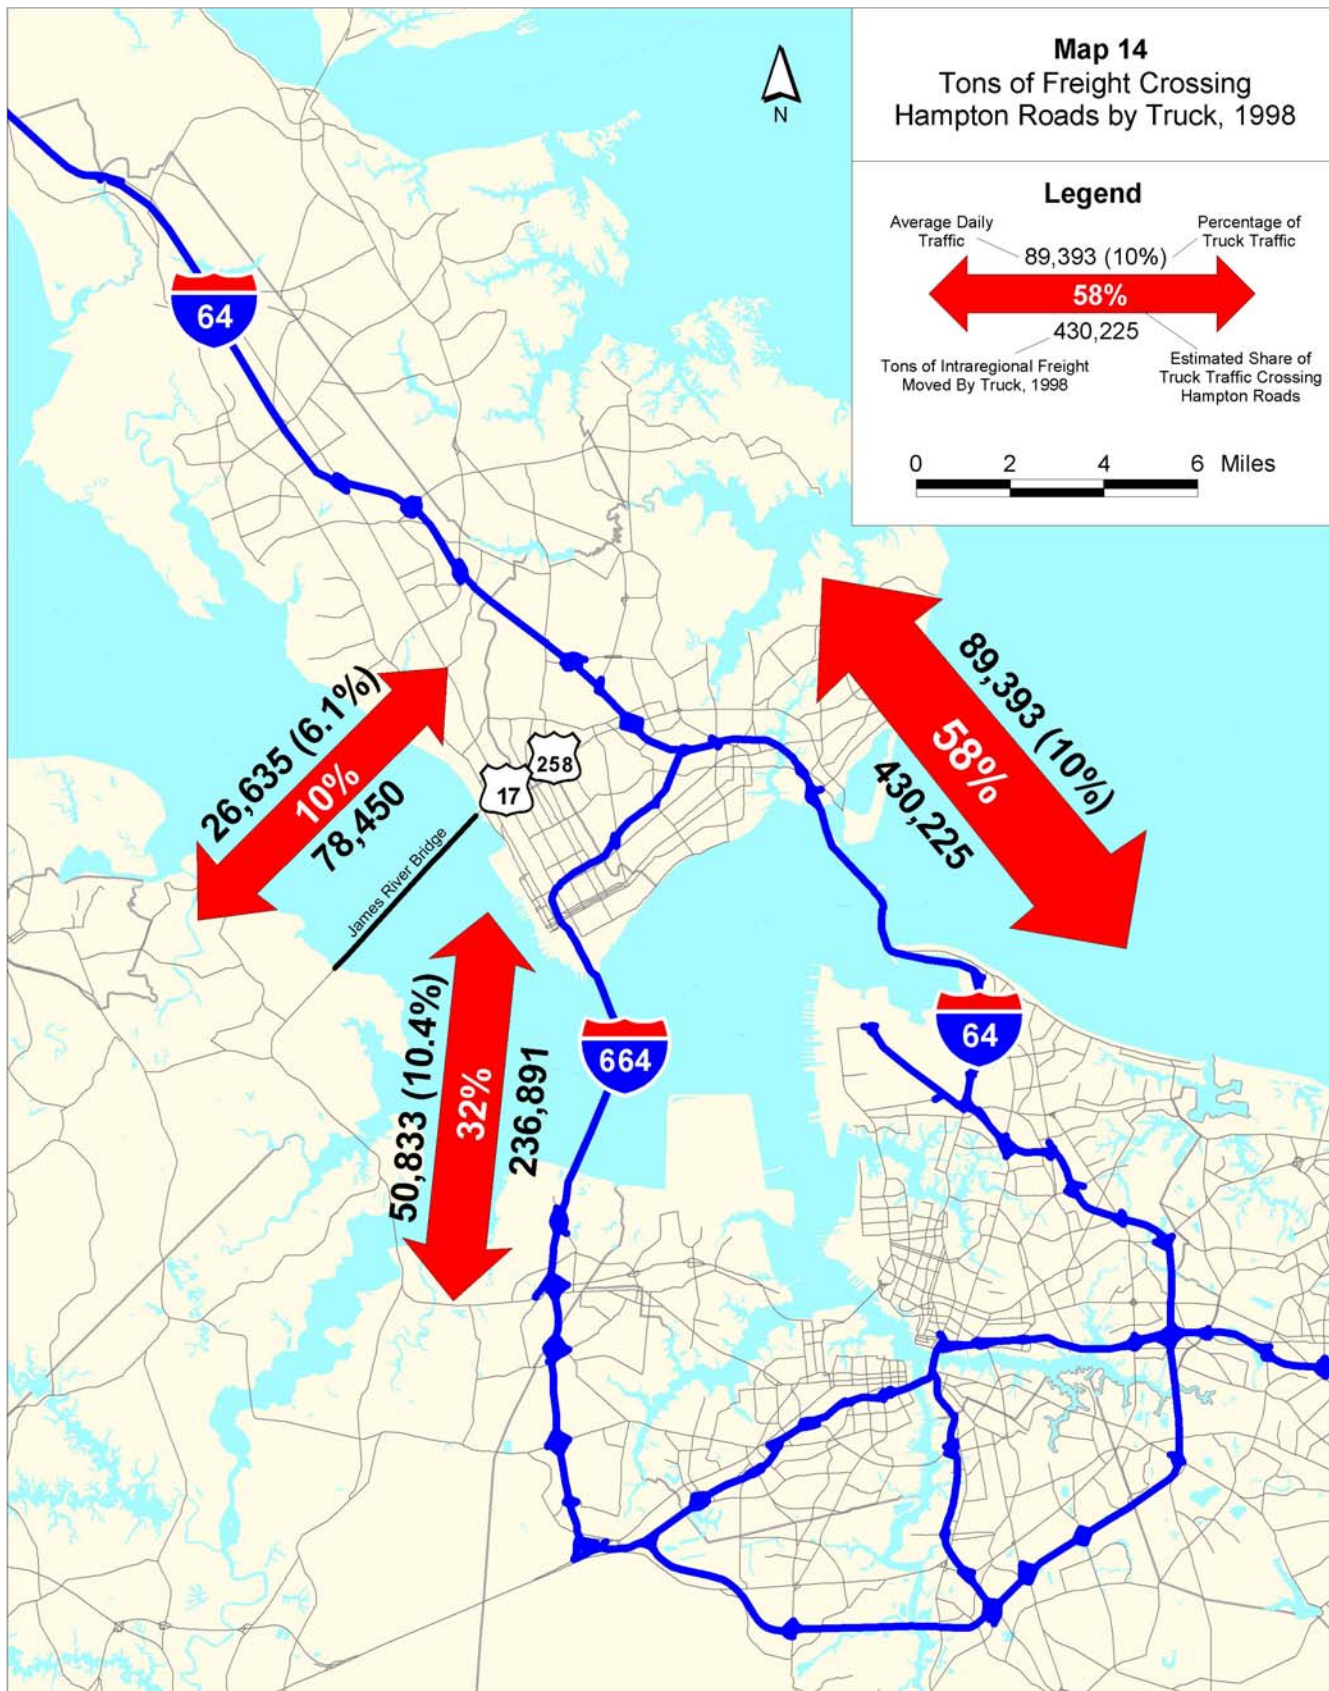 Map 14
Tons of Freight Crossing
Hampton Roads by Truck, 1998
N
Legend
Average Daily
Traffic
Percentage of
Truck Traffic
89,393 (10%)
58%
430,225
Tons of Intraregional Freight
Moved By Truck, 1998
Estimated Share of
Truck Traffic Crossing
Hampton Roads
0 2 4 6 Miles
64
89,393 (10%)
58%
430,225
26,635 (6.1%)
10%
78,450
258
17
James River Bridge
50,833 (10.4%)
32%
236,891
664
64